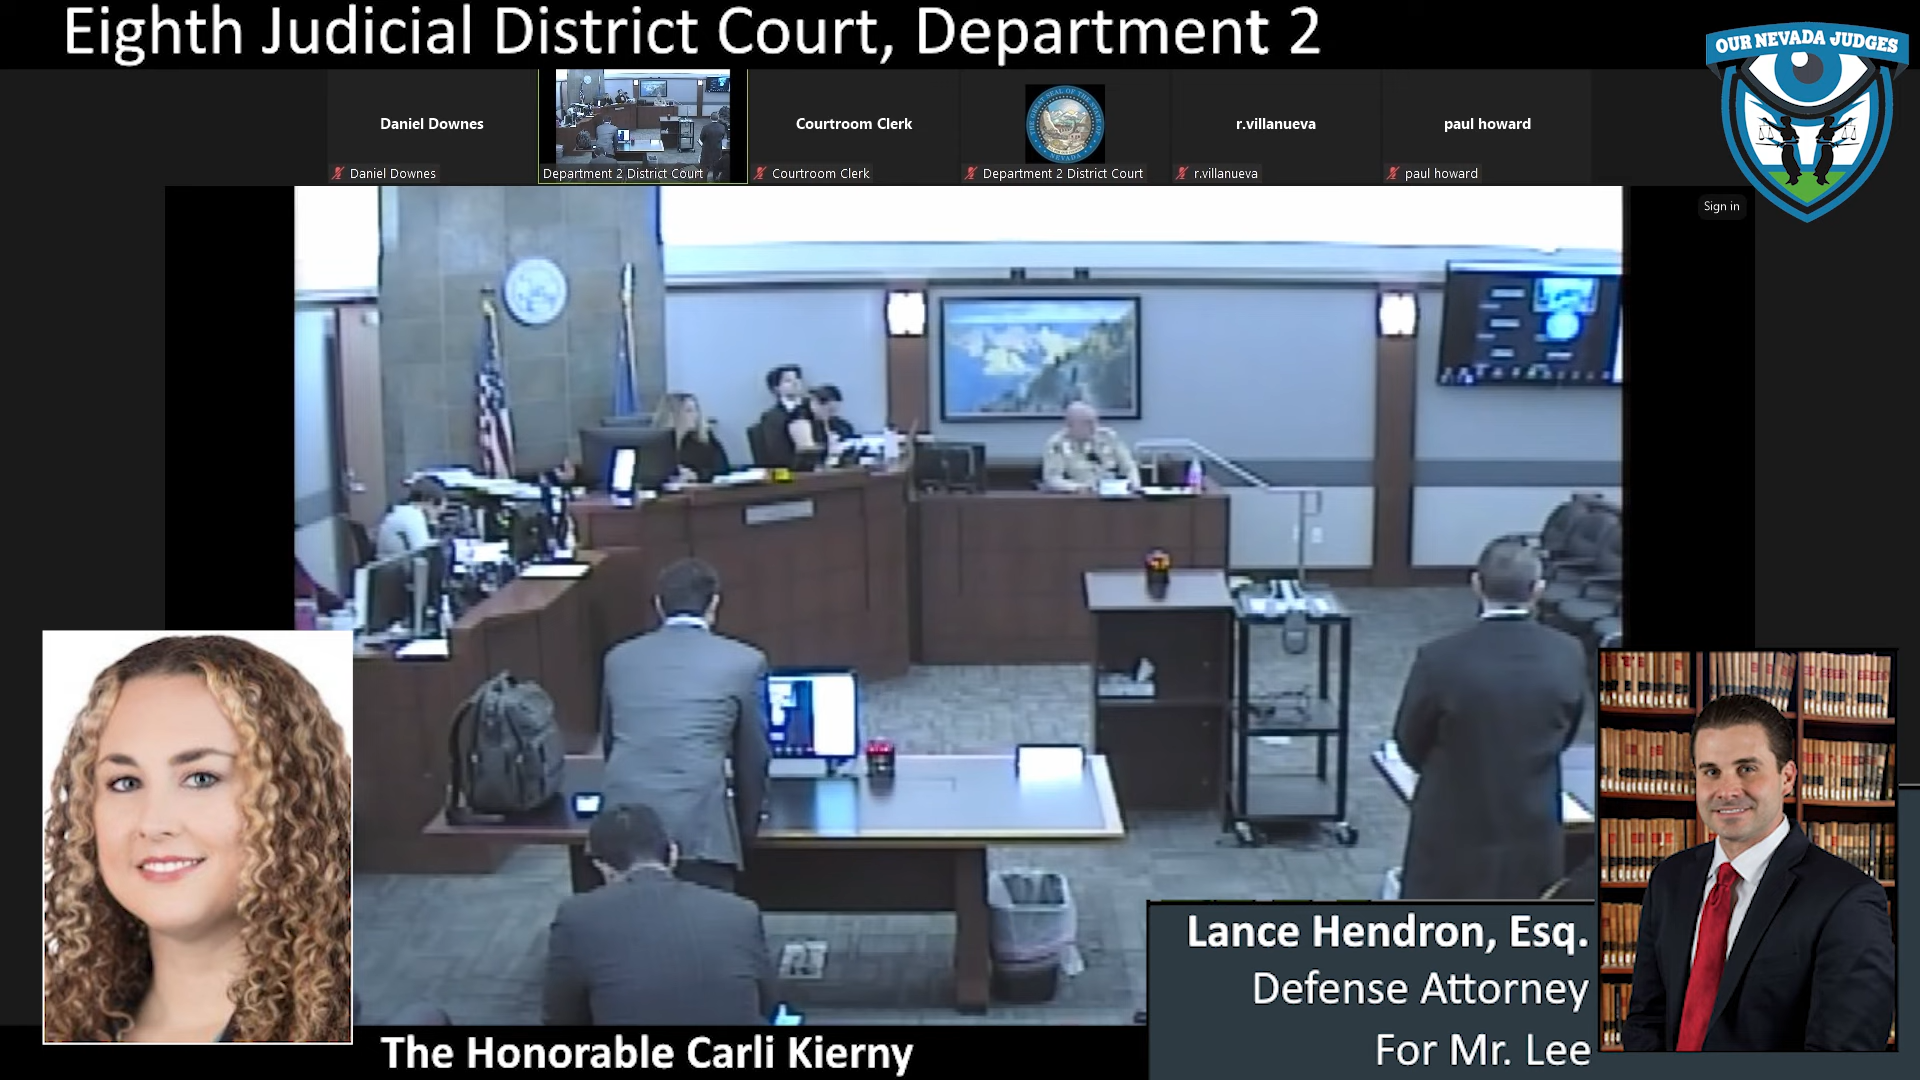 Eighth Judicial District Court, Department 2
OUR NEVADA JUDGES
Daniel Downes
Courtroom Clerk
r.villanueva
paul howard
Daniel Downes
Department 2 District Court
Courtroom Clerk
Department 2 District Court
r.villanueva
paul howard
Sign in
Lance Hendron, Esq.
Defense Attorney
For Mr. Lee
The Honorable Carli Kierny